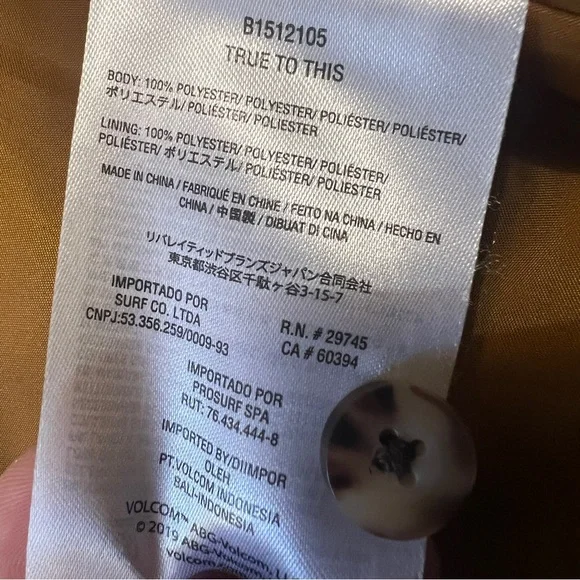 B1512105
TRUE TO THIS
BODY: 100% POLYESTER/ POLYESTER/ POLIÉSTER/ POLIÉSTER/
ポリエステル/ POLIÉSTER/ POLIESTER
LINING: 100% POLYESTER/ POLYESTER/ POLIÉSTER/
POLIÉSTER/ ポリエステル/ POLIÉSTER/ POLIESTER
MADE IN CHINA / FABRIQUÉ EN CHINE / FEITO NA CHINA / HECHO EN
CHINA / 中国製 / DIBUAT DI CINA
リバレイティッドブランズジャパン合同会社
東京都渋谷区千駄ヶ谷3-15-7
IMPORTADO POR
SURF CO. LTDA
CNPJ:53.356.259/0009-93
R.N. # 29745
CA # 60394
IMPORTADO POR
PROSURF SPA
RUT: 76.434.444-8
IMPORTED BY/DIIMPOR
OLEH
PT.VOLCOM INDONESIA
BALI-INDONESIA
VOLCOM™ ABG-Volcom,
© 2019 ABG-Volcom,
volcom